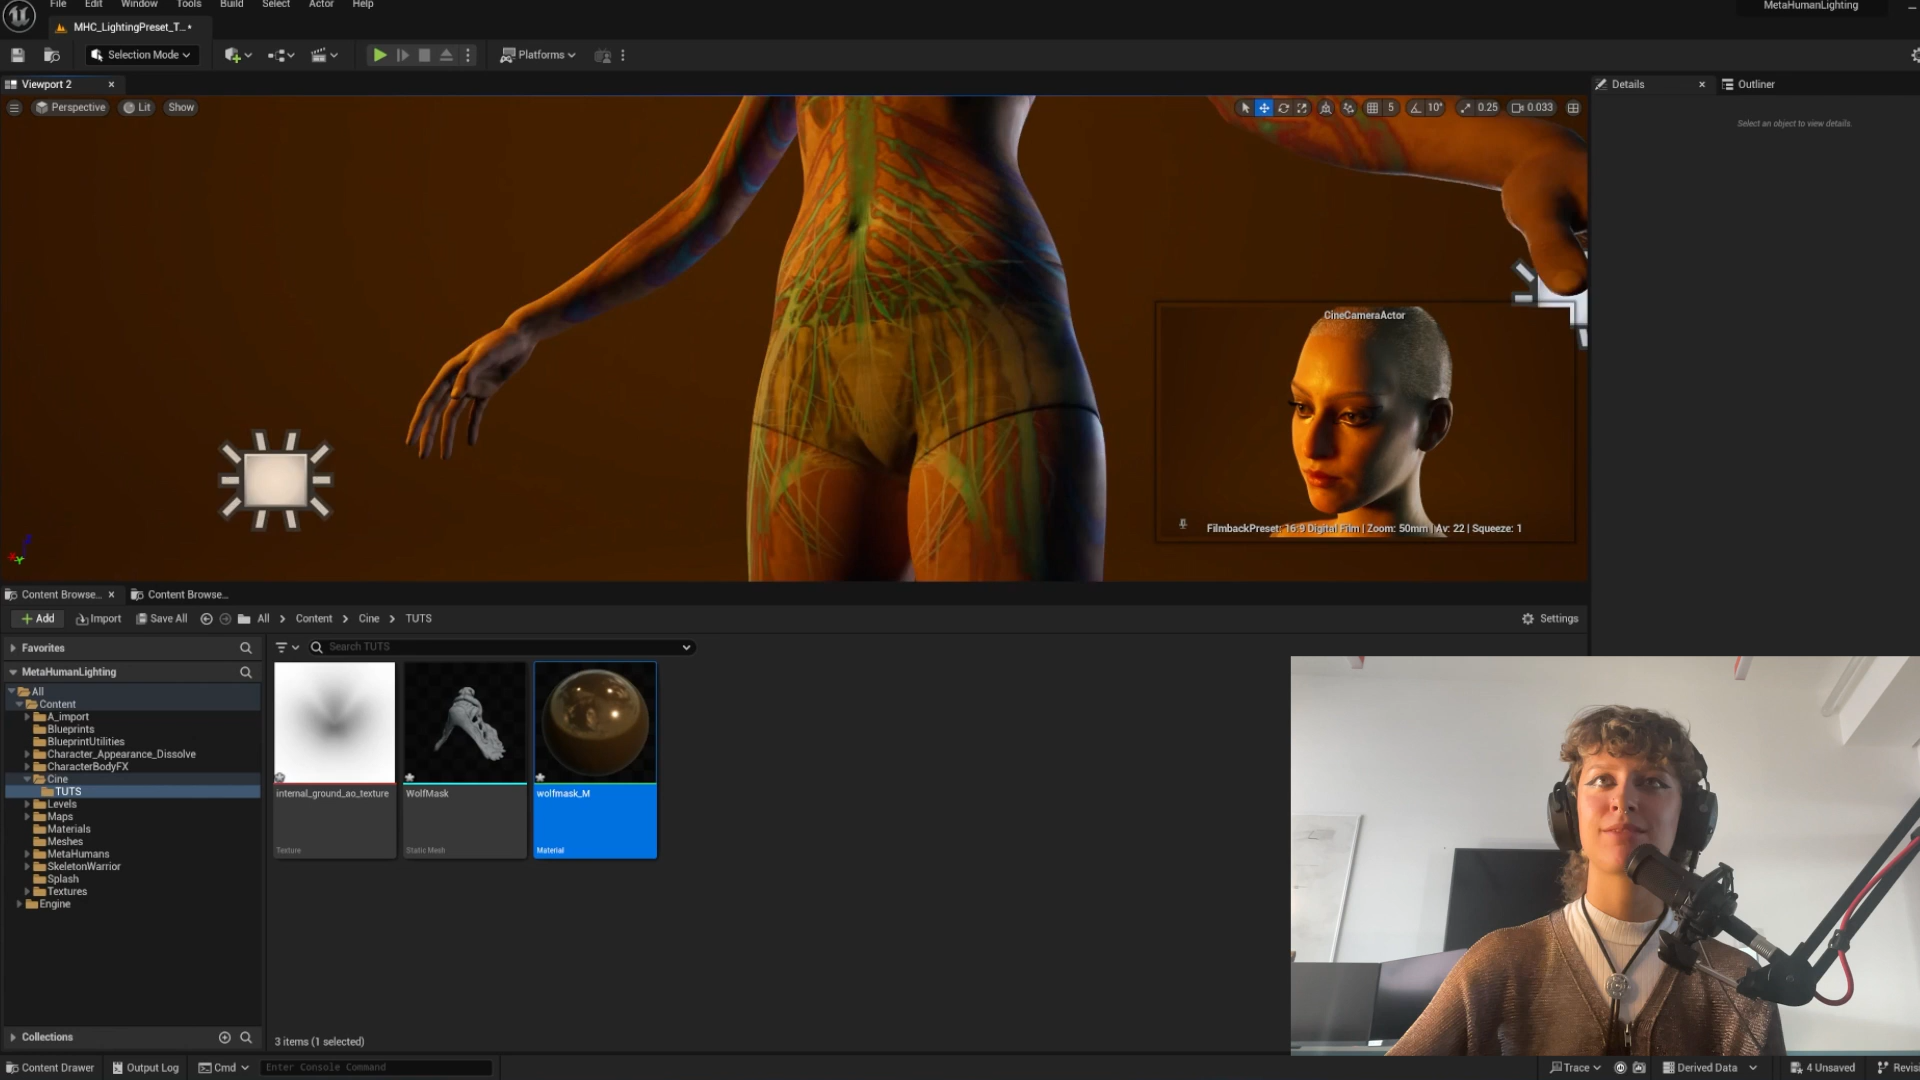 File Edit Window Tools Build Select Actor Help
MetaHumanLighting
MHC_LightingPreset_T...•
Selection Mode
Platforms
Viewport 2
Details
Outliner
Perspective
Lit
Show
5
10°
0.25
0.033
Select an object to view details.
CineCameraActor
FilmbackPreset: 16:9 Digital Film | Zoom: 50mm | Av: 22 | Squeeze: 1
Content Browse...
Content Browse...
Add
Import
Save All
All > Content > Cine > TUTS
Settings
Favorites
Search TUTS
MetaHumanLighting
All
Content
A_import
Blueprints
BlueprintUtilities
Character_Appearance_Dissolve
CharacterBodyFX
Cine
TUTS
Levels
Maps
Materials
Meshes
MetaHumans
SkeletonWarrior
Splash
Textures
Engine
internal_ground_ao_texture
Texture
WolfMask
Static Mesh
wolfmask_M
Material
Collections
3 items (1 selected)
Content Drawer
Output Log
Cmd
Enter Console Command
Trace
Derived Data
4 Unsaved
Revis